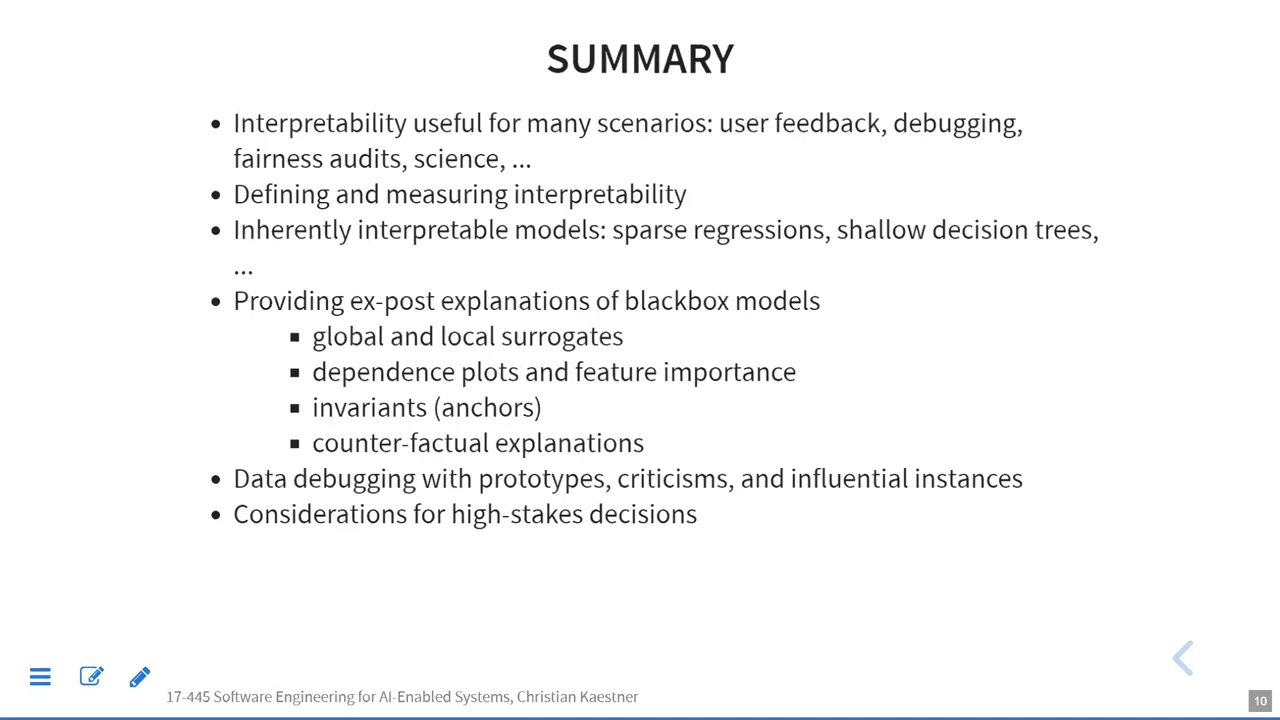 SUMMARY
• Interpretability useful for many scenarios: user feedback, debugging,
fairness audits, science, ...
• Defining and measuring interpretability
• Inherently interpretable models: sparse regressions, shallow decision trees,
...
• Providing ex-post explanations of blackbox models
▪ global and local surrogates
▪ dependence plots and feature importance
▪ invariants (anchors)
▪ counter-factual explanations
• Data debugging with prototypes, criticisms, and influential instances
• Considerations for high-stakes decisions
17-445 Software Engineering for AI-Enabled Systems, Christian Kaestner
10